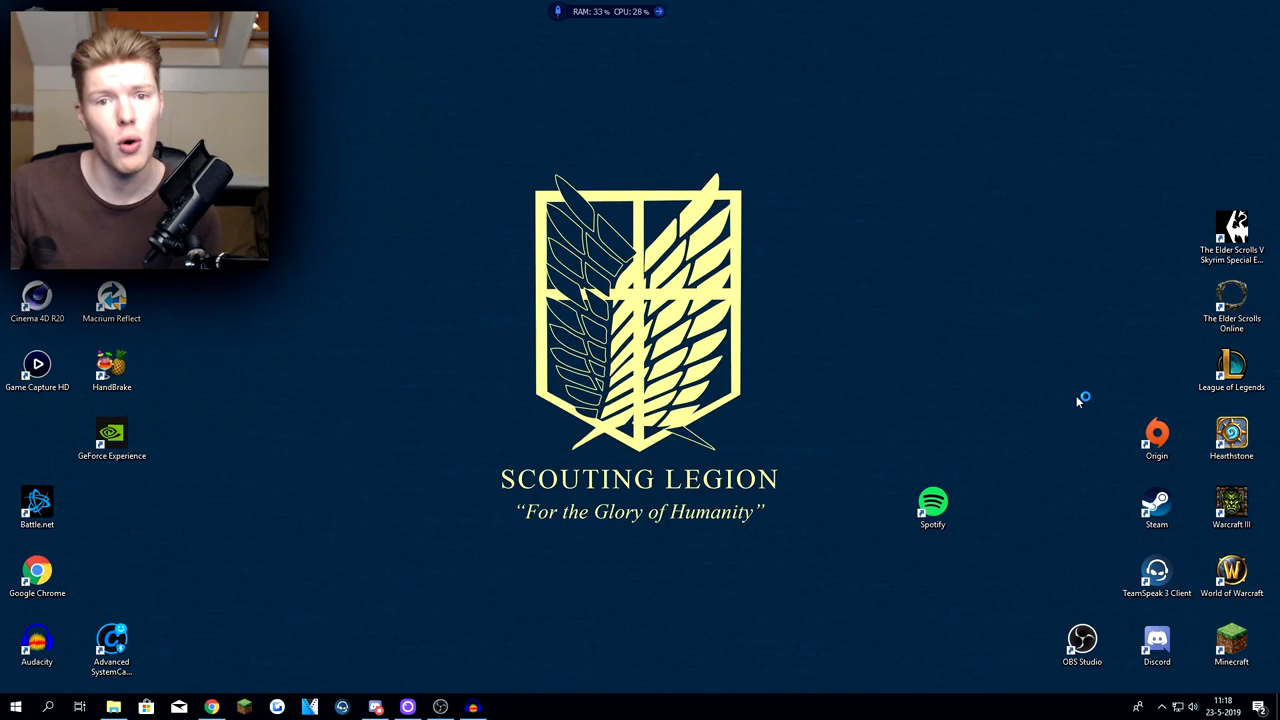 RAM: 33% CPU: 28%
The Elder Scrolls V
Skyrim Special E...
Cinema 4D R20
Macrium Reflect
The Elder Scrolls
Online
Game Capture HD
HandBrake
League of Legends
GeForce Experience
Origin
Hearthstone
SCOUTING LEGION
“For the Glory of Humanity”
Battle.net
Spotify
Steam
Warcraft III
Google Chrome
TeamSpeak 3 Client
World of Warcraft
Audacity
Advanced
SystemCa...
OBS Studio
Discord
Minecraft
11:18
23-5-2019
2